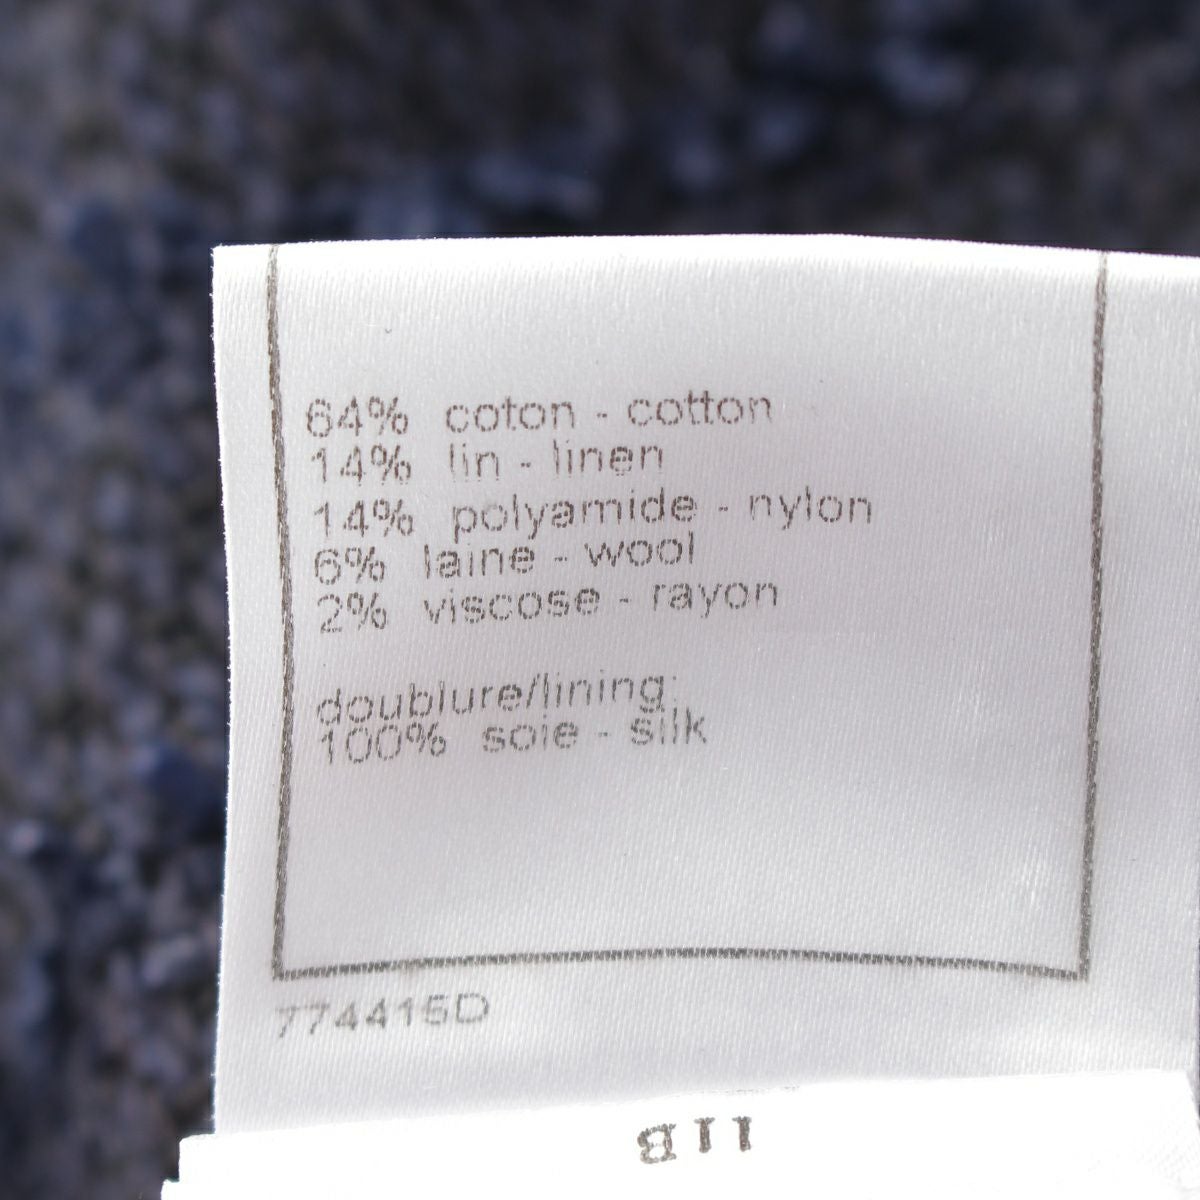 64% coton - cotton
14% lin - linen
14% polyamide - nylon
6% laine - wool
2% viscose - rayon
doublure/lining:
100% soie - silk
774415D
11B